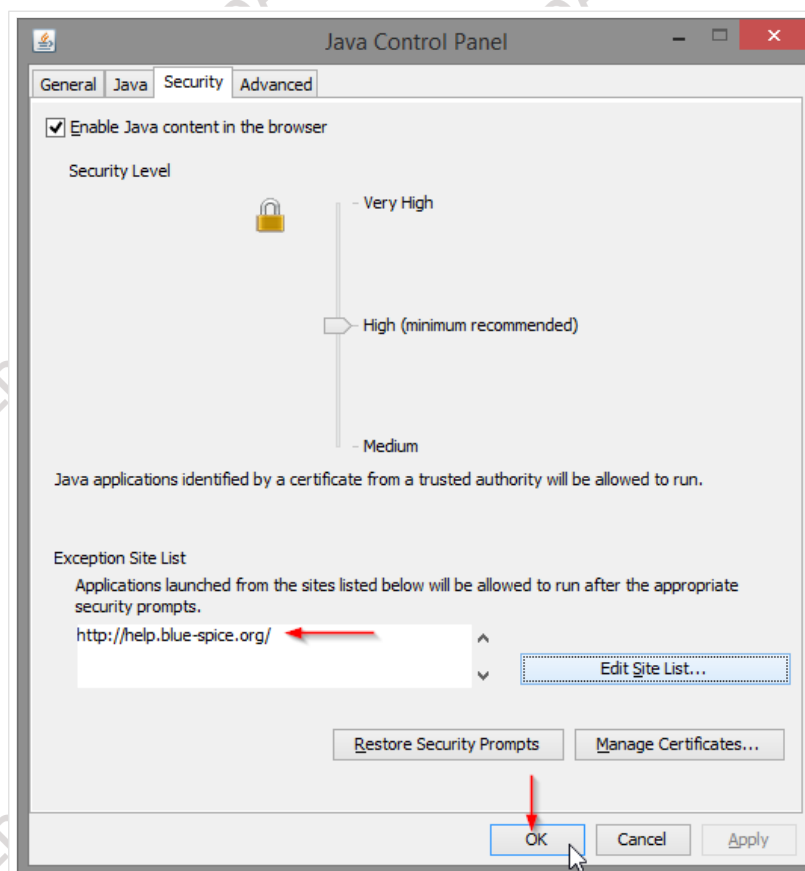 Java Control Panel
General Java Security Advanced
Enable Java content in the browser
Security Level
Very High
High (minimum recommended)
Medium
Java applications identified by a certificate from a trusted authority will be allowed to run.
Exception Site List
Applications launched from the sites listed below will be allowed to run after the appropriate
security prompts.
http://help.blue-spice.org/
Edit Site List...
Restore Security Prompts Manage Certificates...
OK Cancel Apply